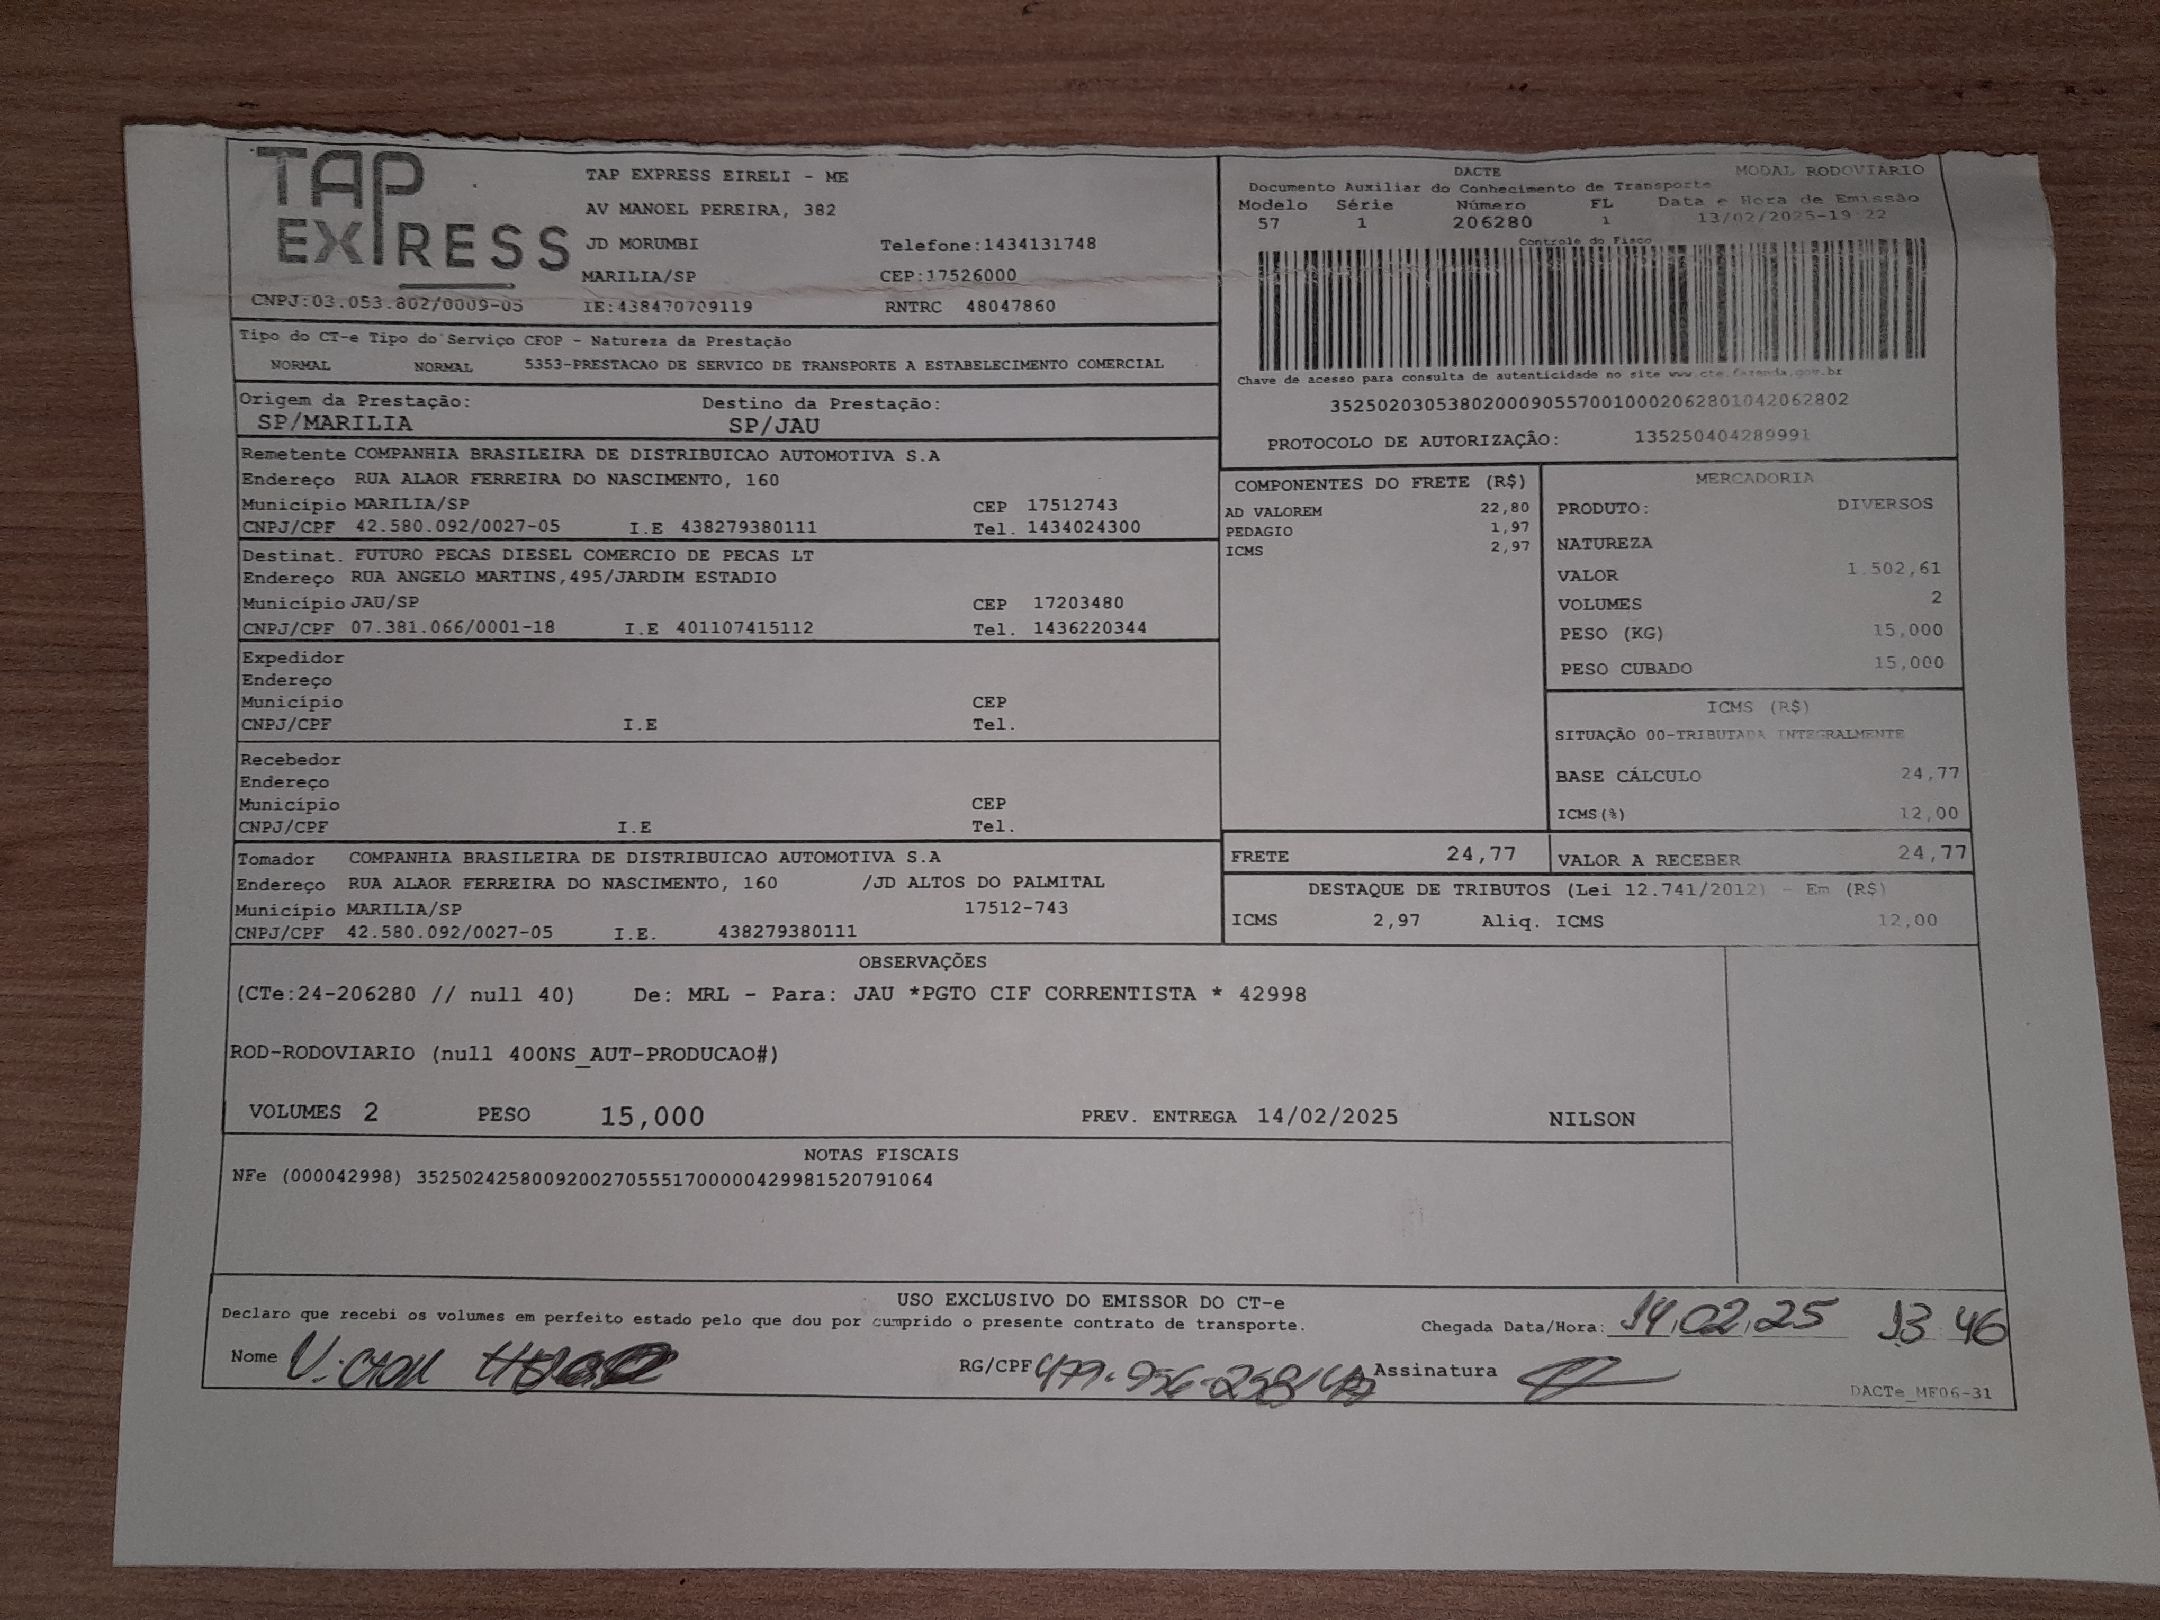 TAP EXPRESS
TAP EXPRESS EIRELI - ME
AV MANOEL PEREIRA, 382
JD MORUMBI Telefone:1434131748
MARILIA/SP CEP:17526000
CNPJ:03.053.802/0009-05 IE:438470709119 RNTRC 48047860
DACTE MODAL RODOVIARIO
Documento Auxiliar do Conhecimento de Transporte
Modelo Série Número FL Data e Hora de Emissão
57 1 206280 1 13/02/2025-19:22
Controle do Fisco
Chave de acesso para consulta de autenticidade no site www.cte.fazenda.gov.br
35250203053802000905570010002062801042062802
PROTOCOLO DE AUTORIZAÇÃO: 135250404289991
Tipo do CT-e Tipo do Serviço CFOP - Natureza da Prestação
NORMAL NORMAL 5353-PRESTACAO DE SERVICO DE TRANSPORTE A ESTABELECIMENTO COMERCIAL
Origem da Prestação: Destino da Prestação:
SP/MARILIA SP/JAU
Remetente COMPANHIA BRASILEIRA DE DISTRIBUICAO AUTOMOTIVA S.A
Endereço RUA ALAOR FERREIRA DO NASCIMENTO, 160
Município MARILIA/SP CEP 17512743
CNPJ/CPF 42.580.092/0027-05 I.E 438279380111 Tel. 1434024300
Destinat. FUTURO PECAS DIESEL COMERCIO DE PECAS LT
Endereço RUA ANGELO MARTINS,495/JARDIM ESTADIO
Município JAU/SP CEP 17203480
CNPJ/CPF 07.381.066/0001-18 I.E 401107415112 Tel. 1436220344
Expedidor
Endereço
Município CEP
CNPJ/CPF I.E Tel.
Recebedor
Endereço
Município CEP
CNPJ/CPF I.E Tel.
Tomador COMPANHIA BRASILEIRA DE DISTRIBUICAO AUTOMOTIVA S.A
Endereço RUA ALAOR FERREIRA DO NASCIMENTO, 160 /JD ALTOS DO PALMITAL
Município MARILIA/SP 17512-743
CNPJ/CPF 42.580.092/0027-05 I.E. 438279380111
COMPONENTES DO FRETE (R$)
AD VALOREM 22,80
PEDAGIO 1,97
ICMS 2,97
MERCADORIA
PRODUTO: DIVERSOS
NATUREZA
VALOR 1.502,61
VOLUMES 2
PESO (KG) 15,000
PESO CUBADO 15,000
ICMS (R$)
SITUAÇÃO 00-TRIBUTADA INTEGRALMENTE
BASE CÁLCULO 24,77
ICMS(%) 12,00
FRETE 24,77 VALOR A RECEBER 24,77
DESTAQUE DE TRIBUTOS (Lei 12.741/2012) - Em (R$)
ICMS 2,97 Aliq. ICMS 12,00
OBSERVAÇÕES
(CTe:24-206280 // null 40) De: MRL - Para: JAU *PGTO CIF CORRENTISTA * 42998
ROD-RODOVIARIO (null 400NS_AUT-PRODUCAO#)
VOLUMES 2 PESO 15,000 PREV. ENTREGA 14/02/2025 NILSON
NOTAS FISCAIS
NFe (000042998) 35250242580092002705551700000429981520791064
USO EXCLUSIVO DO EMISSOR DO CT-e
Declaro que recebi os volumes em perfeito estado pelo que dou por cumprido o presente contrato de transporte. Chegada Data/Hora: 14.02.25 13 46
Nome RG/CPF Assinatura
DACTe_MF06-31